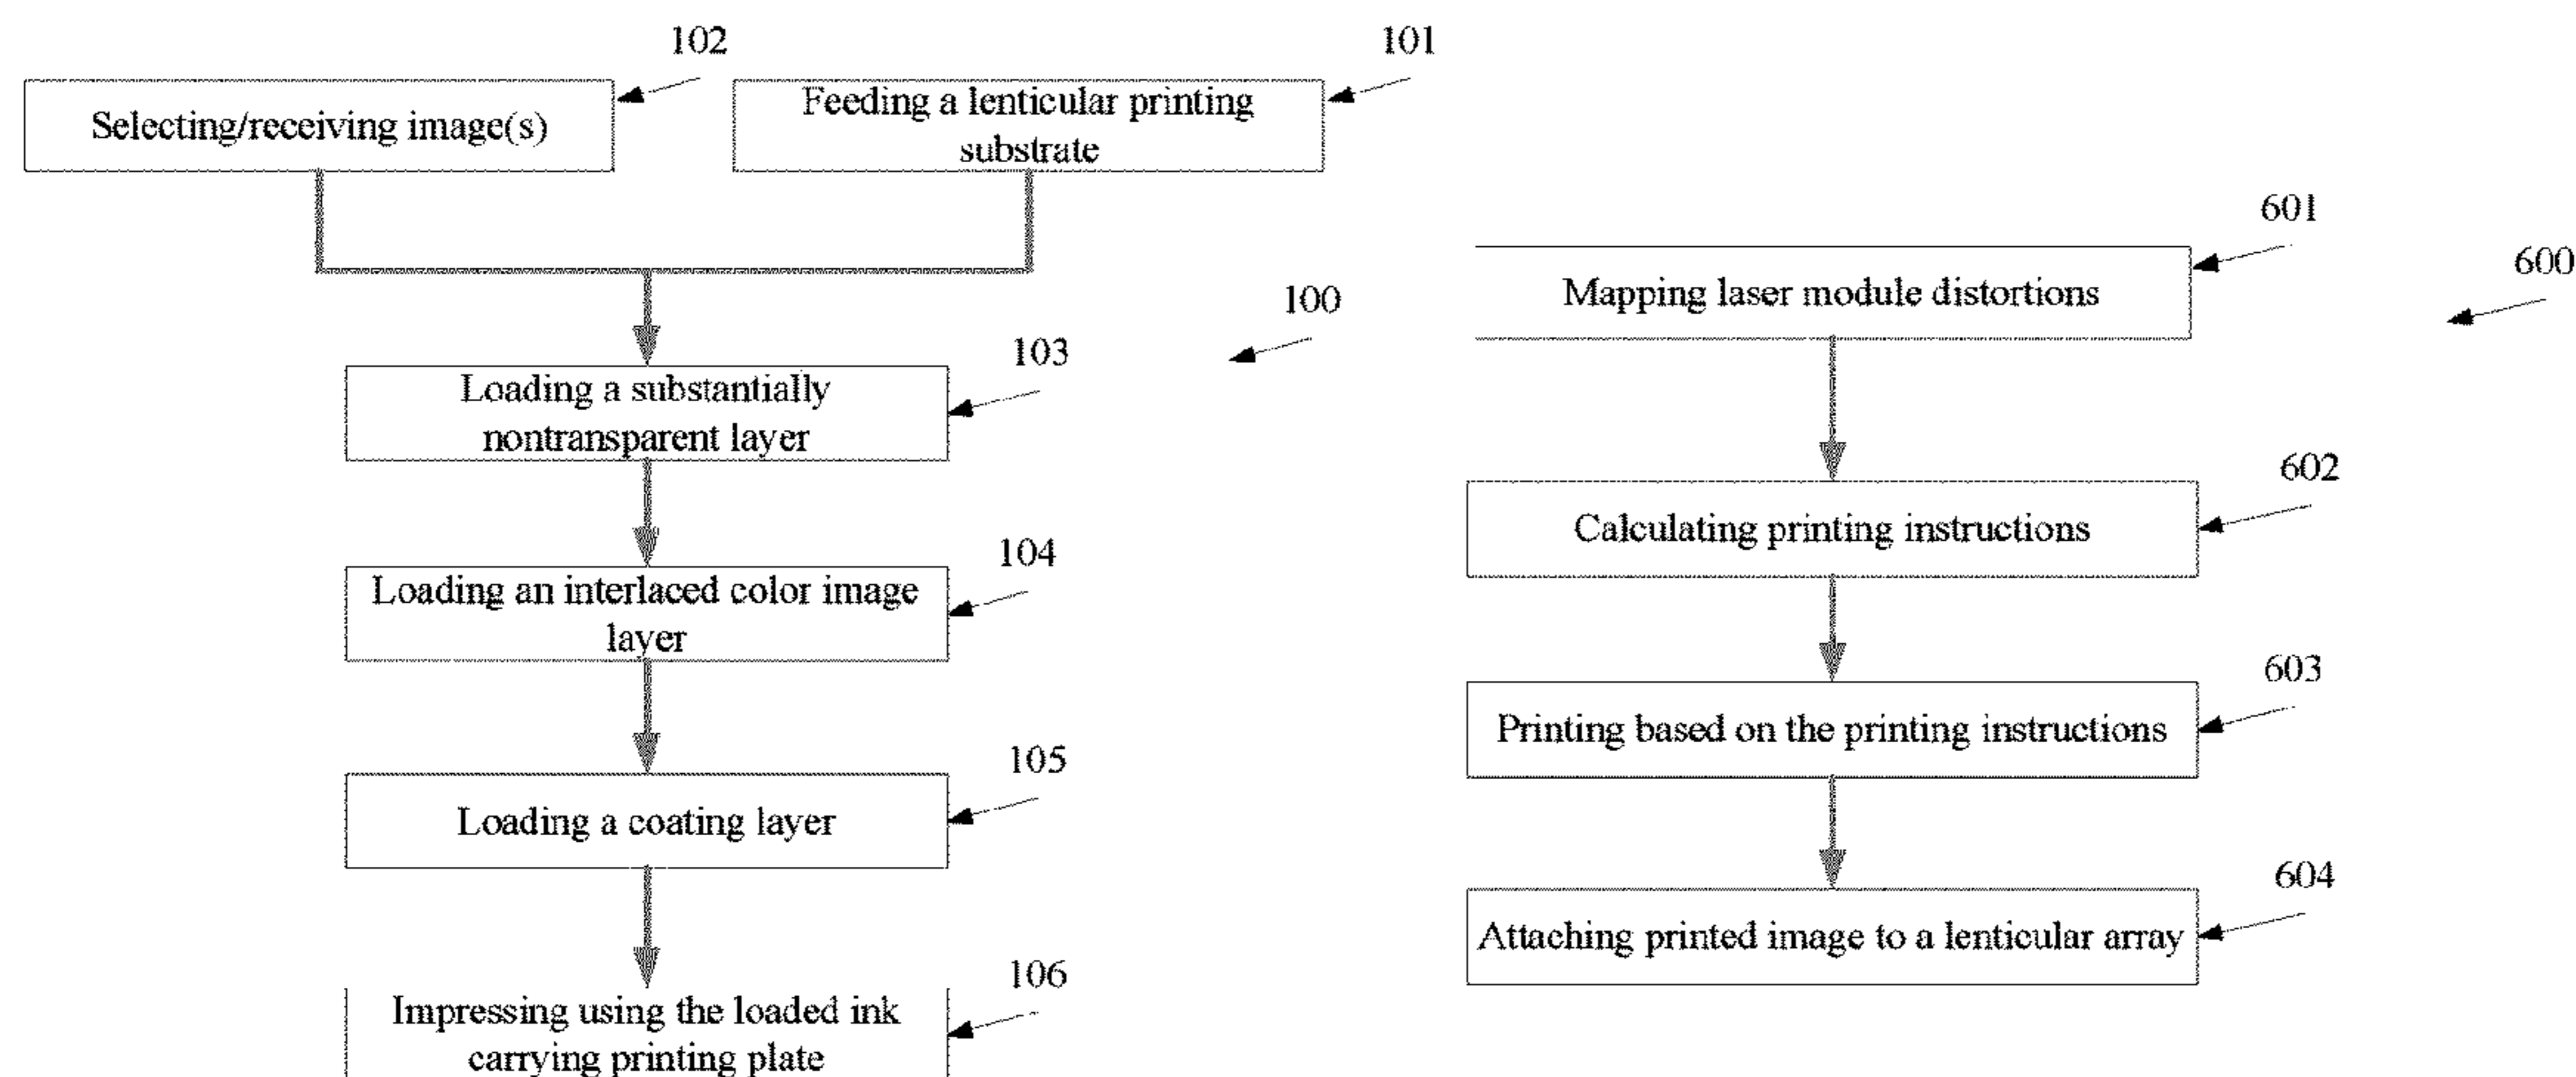 102
Selecting/receiving image(s)
101
Feeding a lenticular printing
substrate
100
103
Loading a substantially
nontransparent layer
104
Loading an interlaced color image
layer
105
Loading a coating layer
106
Impressing using the loaded ink
carrying printing plate
600
601
Mapping laser module distortions
602
Calculating printing instructions
603
Printing based on the printing instructions
604
Attaching printed image to a lenticular array